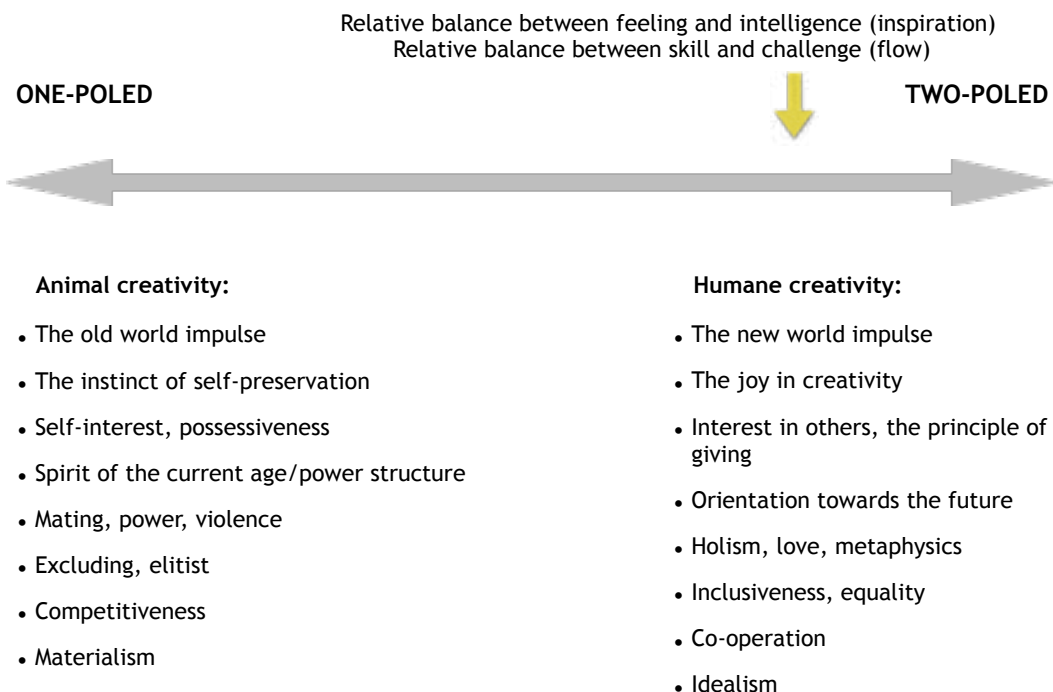 Relative balance between feeling and intelligence (inspiration)
Relative balance between skill and challenge (flow)
ONE-POLED
TWO-POLED
Animal creativity:
• The old world impulse
• The instinct of self-preservation
• Self-interest, possessiveness
• Spirit of the current age/power structure
• Mating, power, violence
• Excluding, elitist
• Competitiveness
• Materialism
Humane creativity:
• The new world impulse
• The joy in creativity
• Interest in others, the principle of
giving
• Orientation towards the future
• Holism, love, metaphysics
• Inclusiveness, equality
• Co-operation
• Idealism